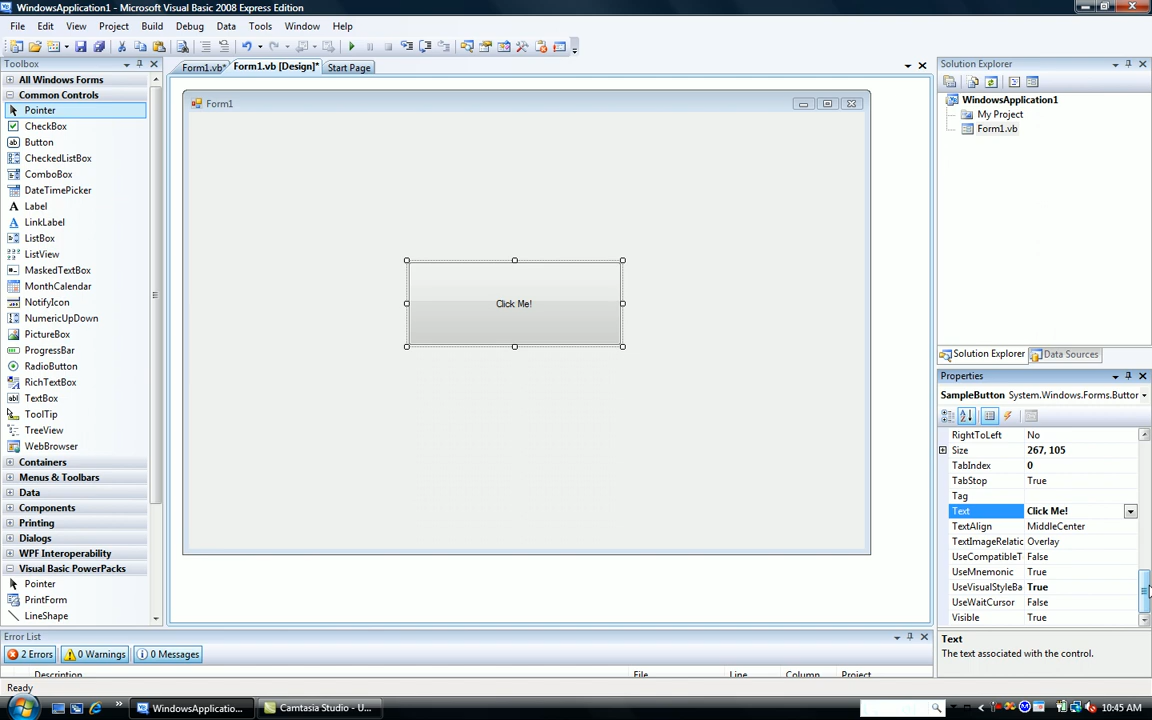 WindowsApplication1 - Microsoft Visual Basic 2008 Express Edition
File Edit View Project Build Debug Data Tools Window Help
Toolbox
All Windows Forms
Common Controls
Pointer
CheckBox
Button
CheckedListBox
ComboBox
DateTimePicker
Label
LinkLabel
ListBox
ListView
MaskedTextBox
MonthCalendar
NotifyIcon
NumericUpDown
PictureBox
ProgressBar
RadioButton
RichTextBox
TextBox
ToolTip
TreeView
WebBrowser
Containers
Menus & Toolbars
Data
Components
Printing
Dialogs
WPF Interoperability
Visual Basic PowerPacks
Pointer
PrintForm
LineShape
Form1.vb* Form1.vb [Design]* Start Page
Form1
Click Me!
Solution Explorer
WindowsApplication1
My Project
Form1.vb
Solution Explorer Data Sources
Properties
SampleButton System.Windows.Forms.Buttor
RightToLeft No
Size 267, 105
TabIndex 0
TabStop True
Tag
Text Click Me!
TextAlign MiddleCenter
TextImageRelatic Overlay
UseCompatibleT False
UseMnemonic True
UseVisualStyleBa True
UseWaitCursor False
Visible True
Text
The text associated with the control.
Error List
2 Errors 0 Warnings 0 Messages
Description File Line Column Project
Ready
WindowsApplicatio... Camtasia Studio - U... 10:45 AM